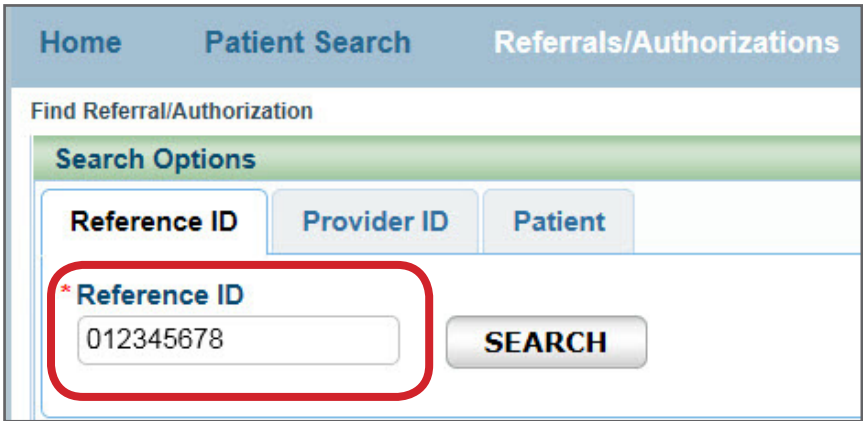 Home Patient Search Referrals/Authorizations
Find Referral/Authorization
Search Options
Reference ID Provider ID Patient
*Reference ID
012345678 SEARCH